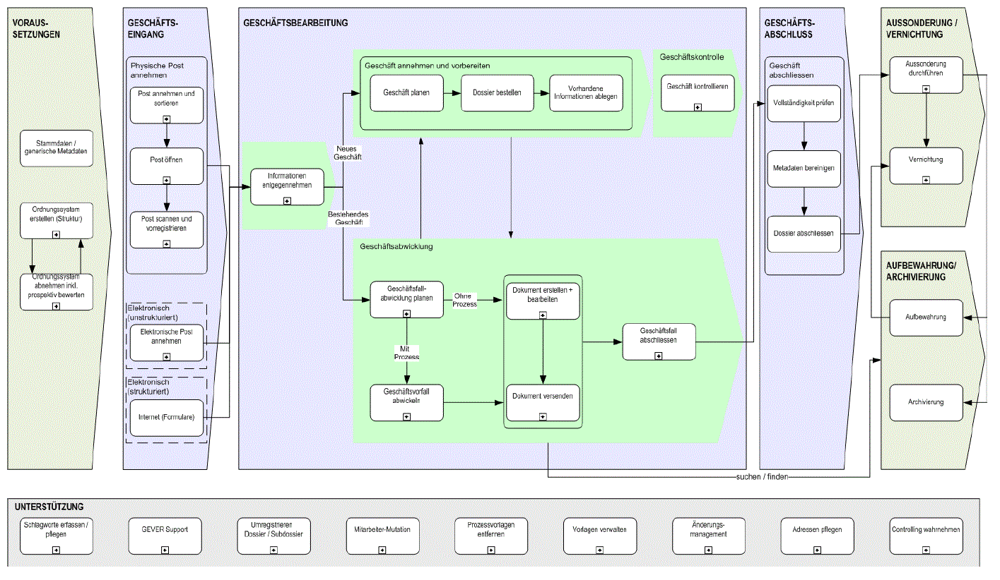 VORAUS-
SETZUNGEN
Stammdaten /
generische Metadaten
Ordnungssystem
erstellen (Struktur)
Ordnungssystem
abnehmen inkl.
prospektiv bewerten
GESCHÄFTS-
EINGANG
Physische Post
annehmen
Post annehmen und
sortieren
Post öffnen
Post scannen und
vorregistrieren
Elektronisch
(unstrukturiert)
Elektronische Post
annehmen
Elektronisch
(strukturiert)
Internet (Formulare)
GESCHÄFTSBEARBEITUNG
Informationen
entgegennehmen
Neues
Geschäft
Bestehendes
Geschäft
Geschäft annehmen und vorbereiten
Geschäft planen
Dossier bestellen
Vorhandene
Informationen ablegen
Geschäftskontrolle
Geschäft kontrollieren
Geschäftsabwicklung
Geschäftsfall-
abwicklung planen
Ohne
Prozess
Mit
Prozess
Geschäftsvorfall
abwickeln
Dokument erstellen +
bearbeiten
Dokument versenden
Geschäftsfall
abschliessen
suchen / finden
GESCHÄFTS-
ABSCHLUSS
Geschäft
abschliessen
Vollständigkeit prüfen
Metadaten bereinigen
Dossier abschliessen
AUSSONDERUNG /
VERNICHTUNG
Aussonderung
durchführen
Vernichtung
AUFBEWAHRUNG/
ARCHIVIERUNG
Aufbewahrung
Archivierung
UNTERSTÜTZUNG
Schlagworte erfassen /
pflegen
GEVER Support
Umregistrieren
Dossier / Subdossier
Mitarbeiter-Mutation
Prozessvorlagen
entfernen
Vorlagen verwalten
Änderungs-
management
Adressen pflegen
Controlling wahrnehmen